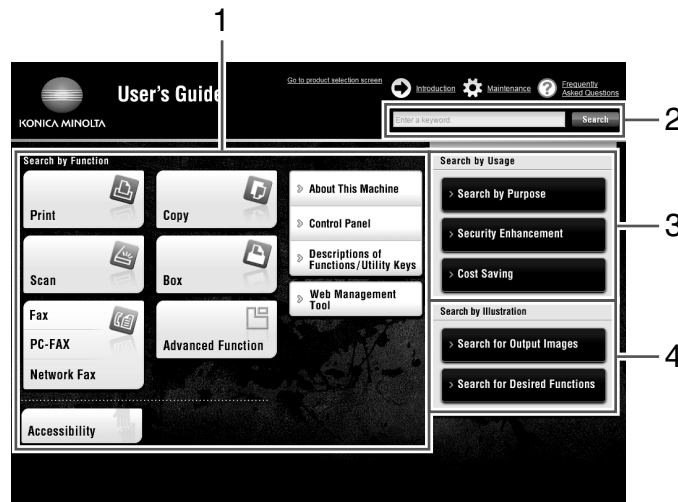 1
User's Guide
Go to product selection screen
Introduction
Maintenance
Frequently
Asked Questions
KONICA MINOLTA
Enter a keyword.
Search
2
Search by Function
Print
Copy
Scan
Box
Fax
PC-FAX
Network Fax
Advanced Function
Accessibility
> About This Machine
> Control Panel
> Descriptions of
Functions/Utility Keys
> Web Management
Tool
Search by Usage
> Search by Purpose
> Security Enhancement
> Cost Saving
3
Search by Illustration
> Search for Output Images
> Search for Desired Functions
4